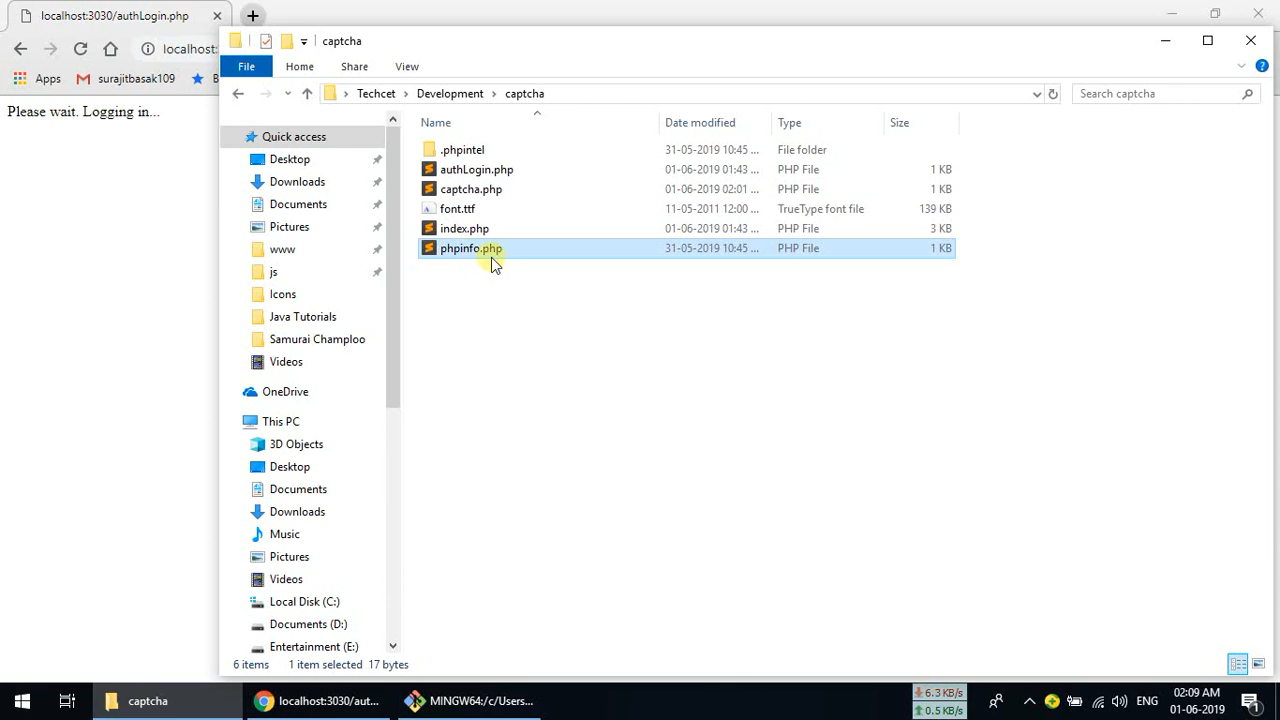 localhost:3030/authLogin.php
localhost:
Apps
surajitbasak109
B
Please wait. Logging in...
captcha
File
Home
Share
View
Techcet
Development
captcha
Search captcha
Name
Date modified
Type
Size
Quick access
Desktop
Downloads
Documents
Pictures
www
js
Icons
Java Tutorials
Samurai Champloo
Videos
OneDrive
This PC
3D Objects
Desktop
Documents
Downloads
Music
Pictures
Videos
Local Disk (C:)
Documents (D:)
Entertainment (E:)
.phpintel 31-05-2019 10:45 ... File folder
authLogin.php 01-06-2019 01:43 ... PHP File 1 KB
captcha.php 01-06-2019 02:01 ... PHP File 1 KB
font.ttf 11-05-2011 12:00 ... TrueType font file 139 KB
index.php 01-06-2019 01:43 ... PHP File 3 KB
phpinfo.php 31-05-2019 10:45 ... PHP File 1 KB
6 items 1 item selected 17 bytes
captcha
localhost:3030/aut...
MINGW64:/c/Users...
6.3 KB/s
0.5 KB/s
ENG
02:09 AM
01-06-2019
1